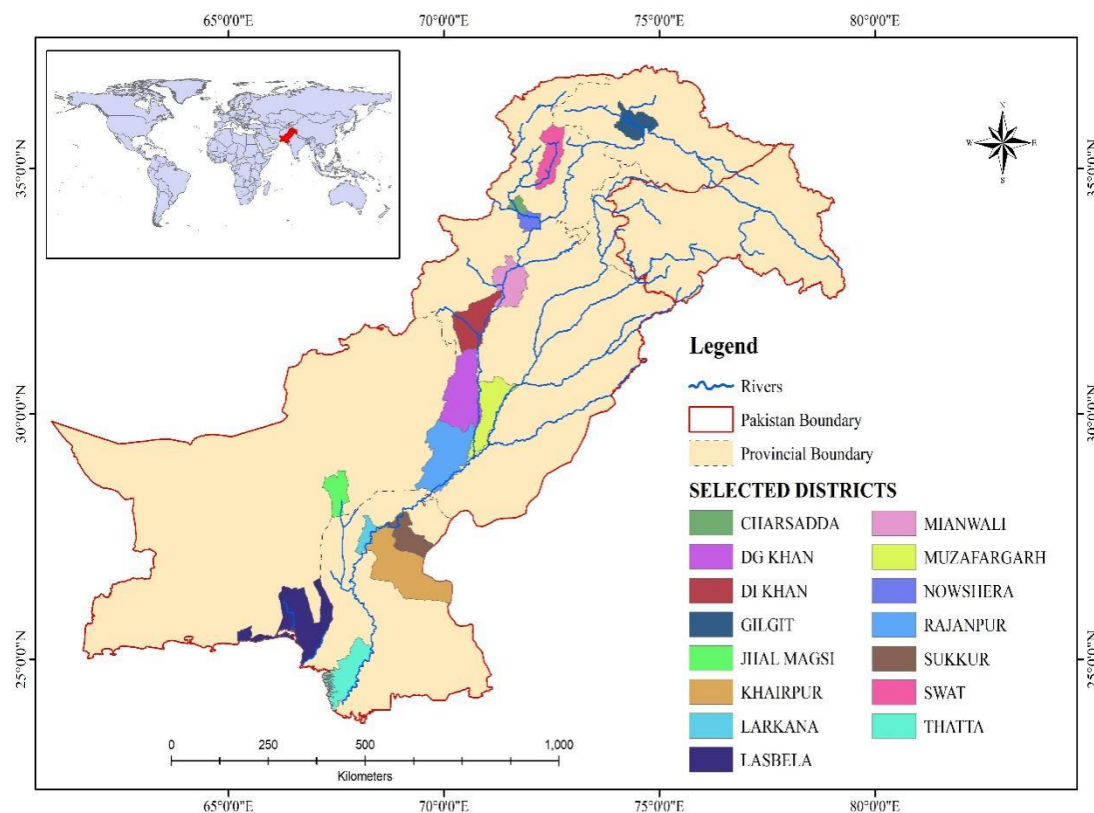 65°0'0"E 70°0'0"E 75°0'0"E 80°0'0"E
35°0'0"N
30°0'0"N
25°0'0"N
N
W E
S
35°0'0"N
30°0'0"N
25°0'0"N
Legend
Rivers
Pakistan Boundary
Provincial Boundary
SELECTED DISTRICTS
CHARSADDA
DG KHAN
DI KHAN
GILGIT
JHAL MAGSI
KHAIRPUR
LARKANA
LASBELA
MIANWALI
MUZAFARGARH
NOWSHERA
RAJANPUR
SUKKUR
SWAT
THATTA
0 250 500 1,000
Kilometers
65°0'0"E 70°0'0"E 75°0'0"E 80°0'0"E